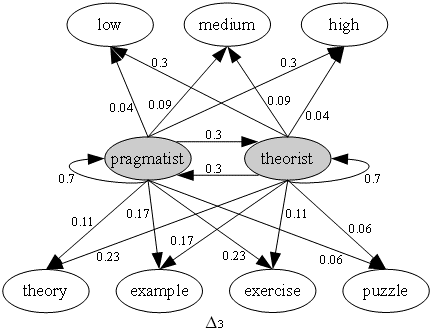 low medium high
0.3 0.3
0.04 0.09 0.09 0.04
0.3
pragmatist theorist
0.3
0.7 0.7
0.11 0.17 0.11 0.06
0.23 0.17 0.23 0.06
theory example exercise puzzle
Δ3